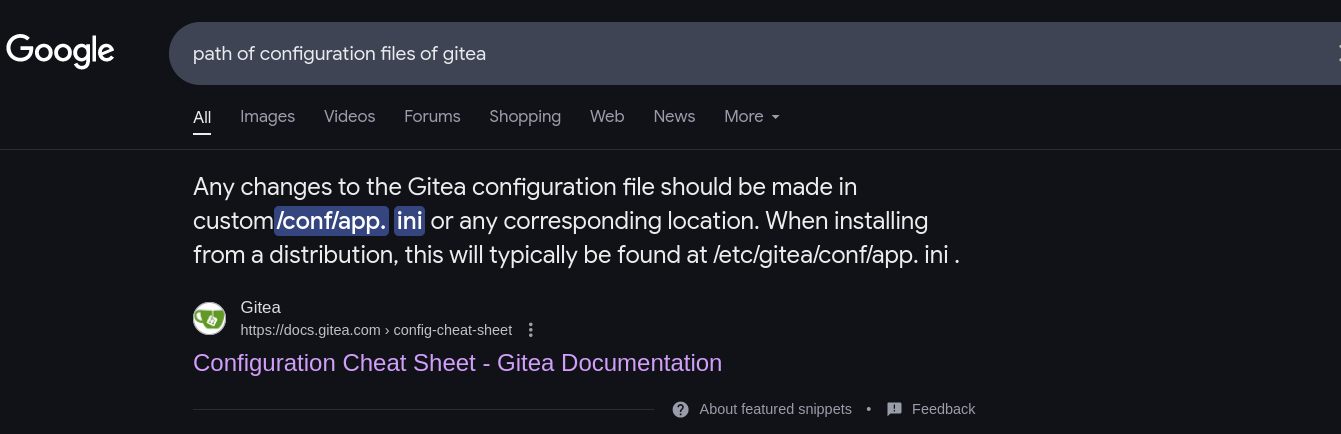 Google
path of configuration files of gitea
All Images Videos Forums Shopping Web News More
Any changes to the Gitea configuration file should be made in
custom/conf/app. ini or any corresponding location. When installing
from a distribution, this will typically be found at /etc/gitea/conf/app. ini .
Gitea
https://docs.gitea.com › config-cheat-sheet
Configuration Cheat Sheet - Gitea Documentation
About featured snippets • Feedback